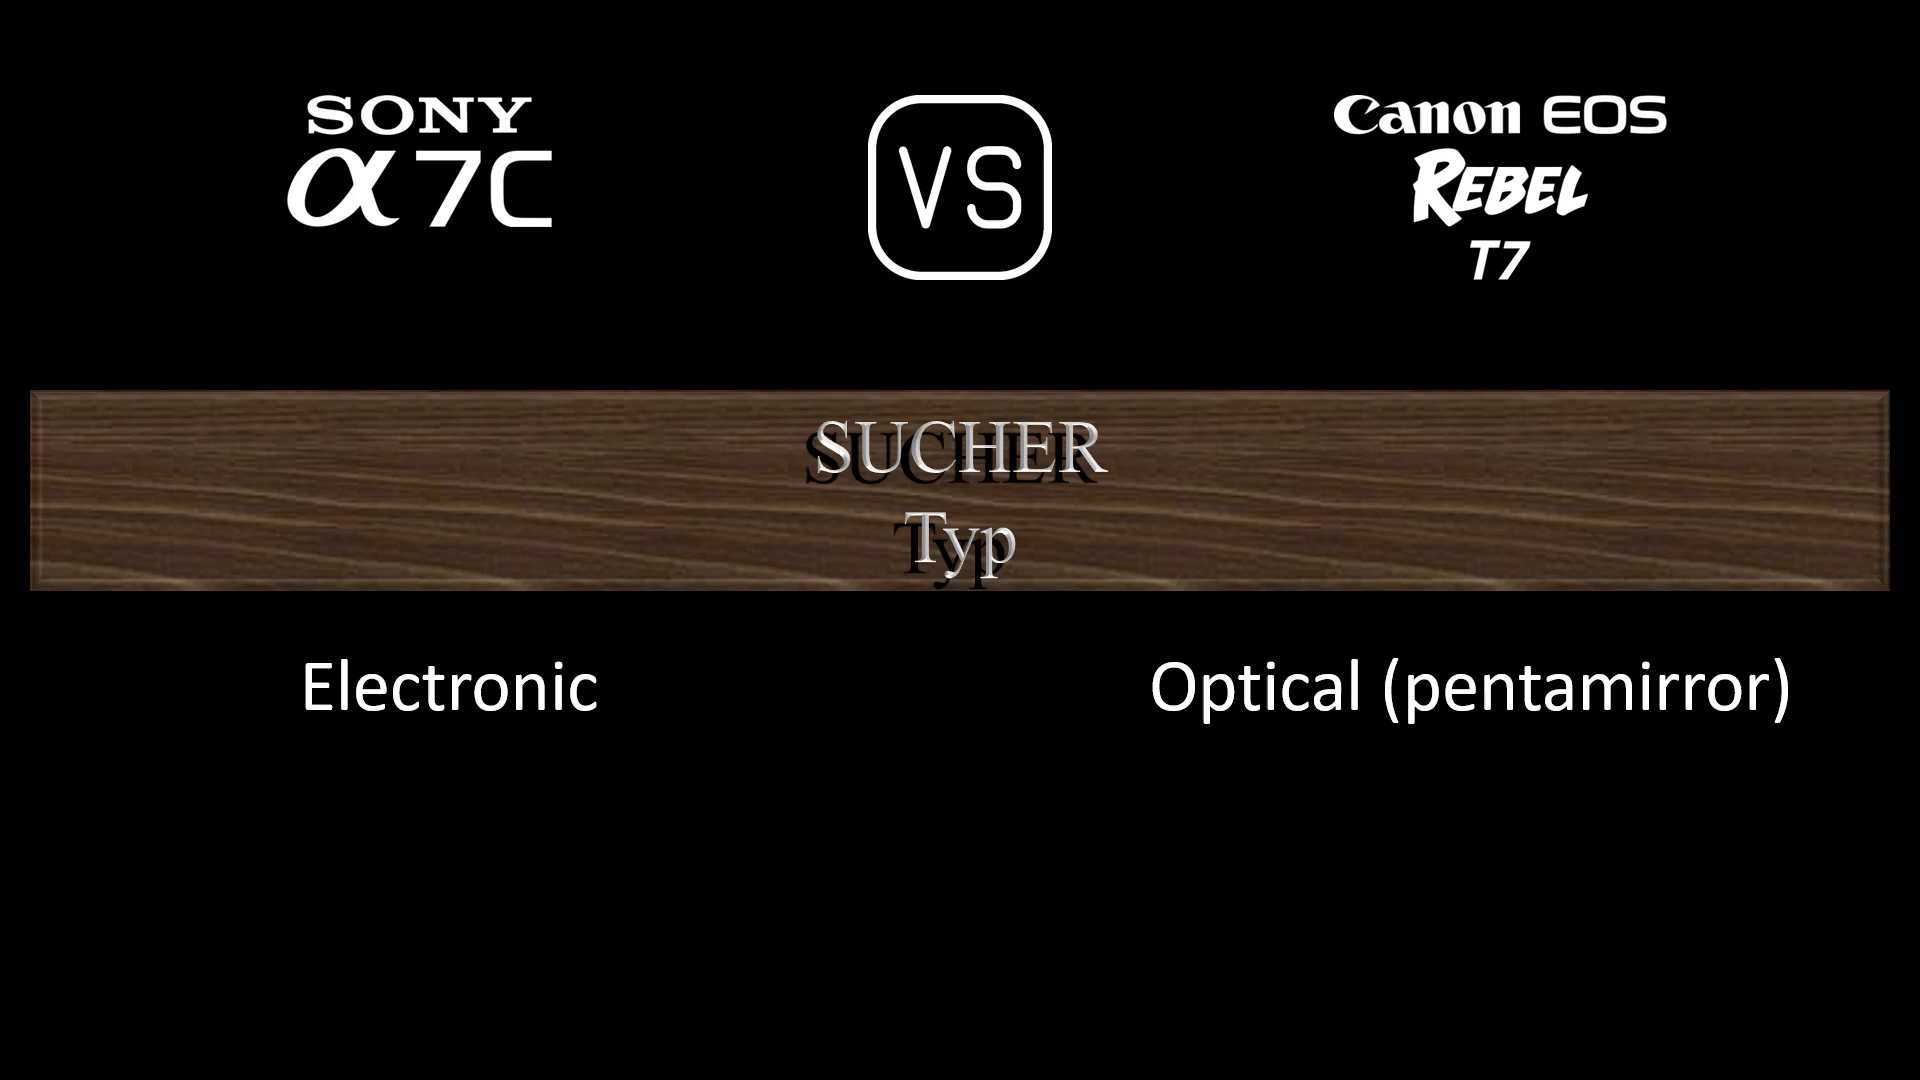 SONY
α7C
VS
Canon EOS
REBEL
T7
SUCHER
Typ
Electronic
Optical (pentamirror)